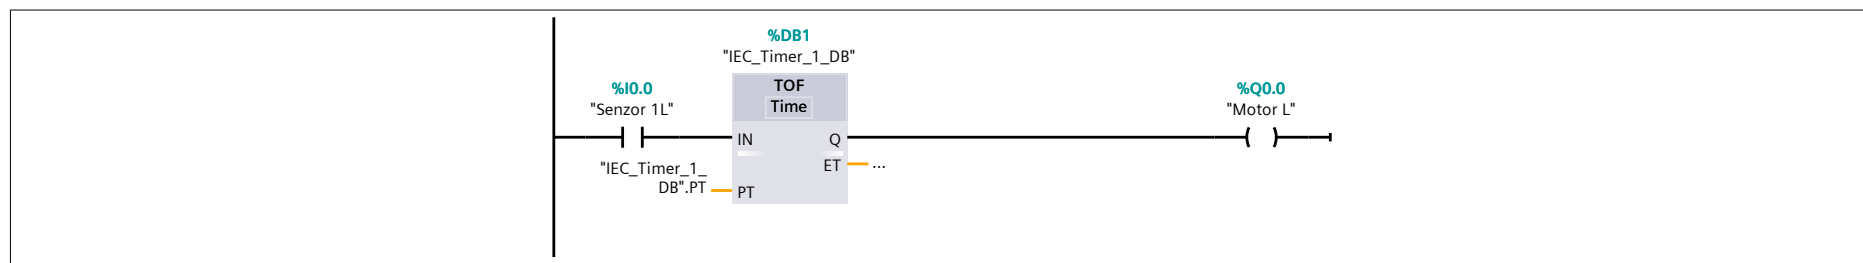 %DB1
"IEC_Timer_1_DB"
TOF
Time
%I0.0
"Senzor 1L"
IN
Q
ET
...
"IEC_Timer_1_
DB".PT
PT
%Q0.0
"Motor L"